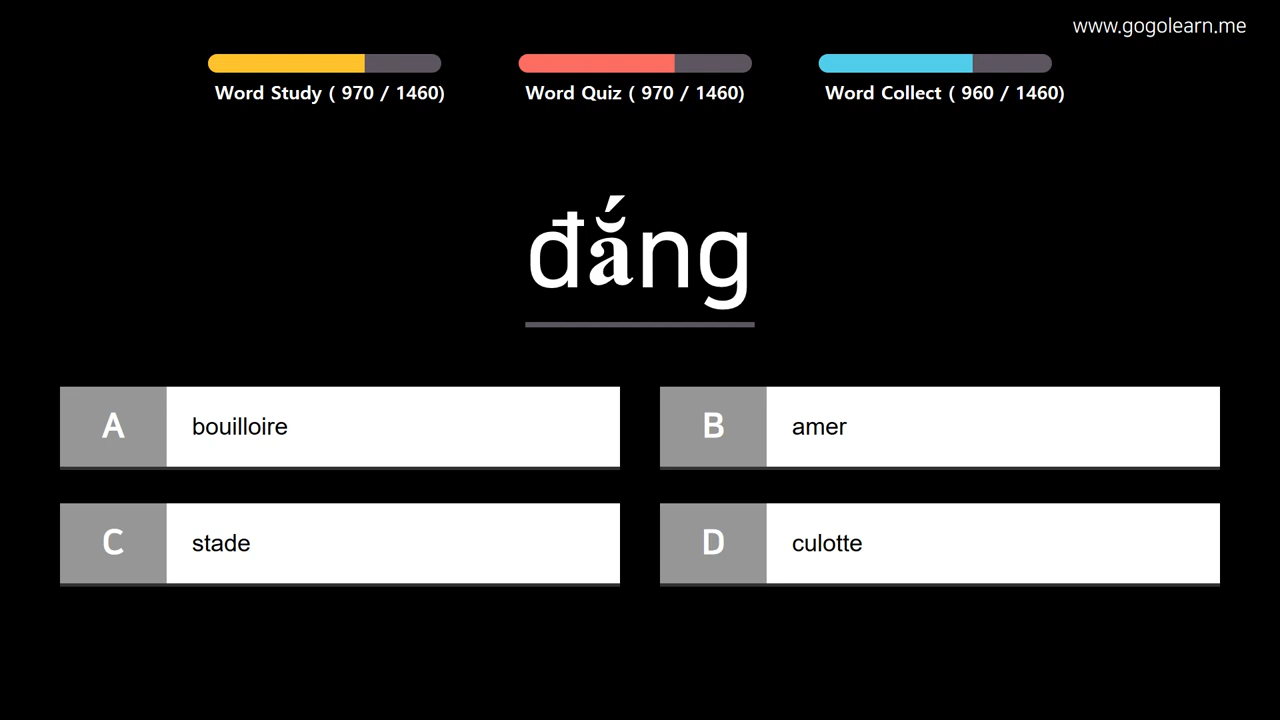 www.gogolearn.me
Word Study ( 970 / 1460)
Word Quiz ( 970 / 1460)
Word Collect ( 960 / 1460)
đắng
A bouilloire
B amer
C stade
D culotte